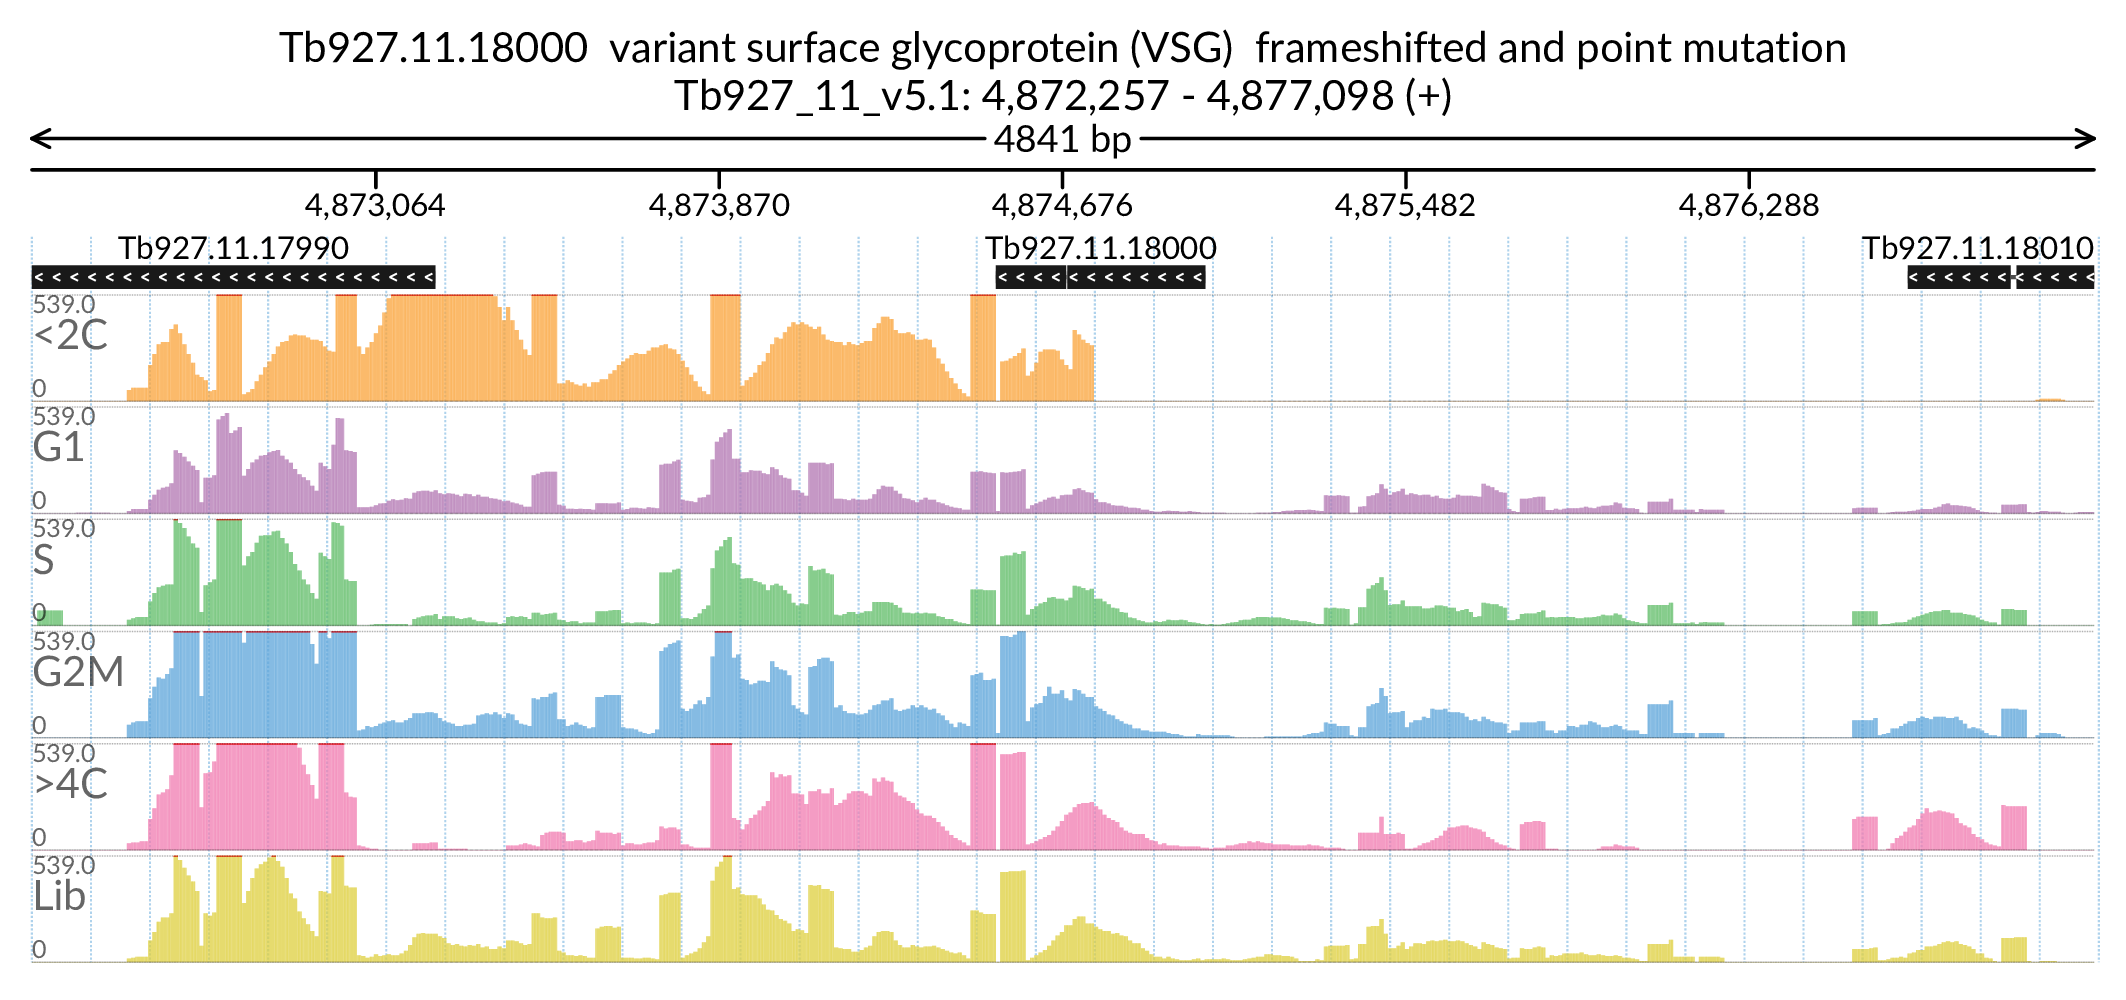 Tb927.11.18000  variant surface glycoprotein (VSG)  frameshifted and point mutation
Tb927_11_v5.1: 4,872,257 - 4,877,098 (+)
4841 bp
4,873,064 4,873,870 4,874,676 4,875,482 4,876,288
Tb927.11.17990 Tb927.11.18000 Tb927.11.18010
539.0
<2C
0
539.0
G1
0
539.0
S
0
539.0
G2M
0
539.0
>4C
0
539.0
Lib
0